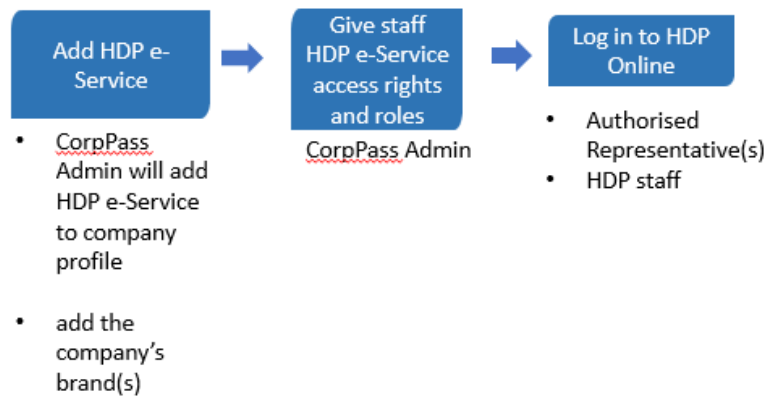 Add HDP e-
Service
• CorpPass
Admin will add
HDP e-Service
to company
profile
• add the
company's
brand(s)
Give staff
HDP e-Service
access rights
and roles
CorpPass Admin
Log in to HDP
Online
• Authorised
Representative(s)
• HDP staff